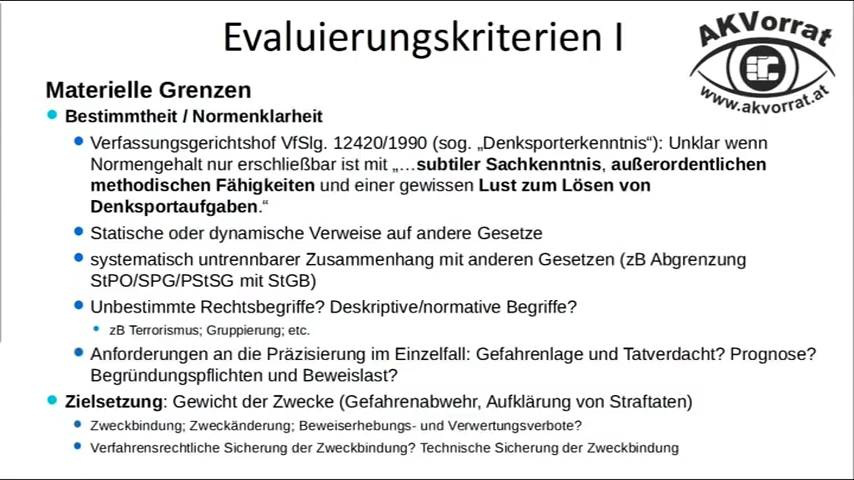 Evaluierungskriterien I
AKVorrat
www.akvorrat.at
Materielle Grenzen
Bestimmtheit / Normenklarheit
Verfassungsgerichtshof VfSlg. 12420/1990 (sog. „Denksporterkenntnis“): Unklar wenn
Normengehalt nur erschließbar ist mit „…subtiler Sachkenntnis, außerordentlichen
methodischen Fähigkeiten und einer gewissen Lust zum Lösen von
Denksportaufgaben.“
Statische oder dynamische Verweise auf andere Gesetze
systematisch untrennbarer Zusammenhang mit anderen Gesetzen (zB Abgrenzung
StPO/SPG/PStSG mit StGB)
Unbestimmte Rechtsbegriffe? Deskriptive/normative Begriffe?
zB Terrorismus; Gruppierung; etc.
Anforderungen an die Präzisierung im Einzelfall: Gefahrenlage und Tatverdacht? Prognose?
Begründungspflichten und Beweislast?
Zielsetzung: Gewicht der Zwecke (Gefahrenabwehr, Aufklärung von Straftaten)
Zweckbindung; Zweckänderung; Beweiserhebungs- und Verwertungsverbote?
Verfahrensrechtliche Sicherung der Zweckbindung? Technische Sicherung der Zweckbindung